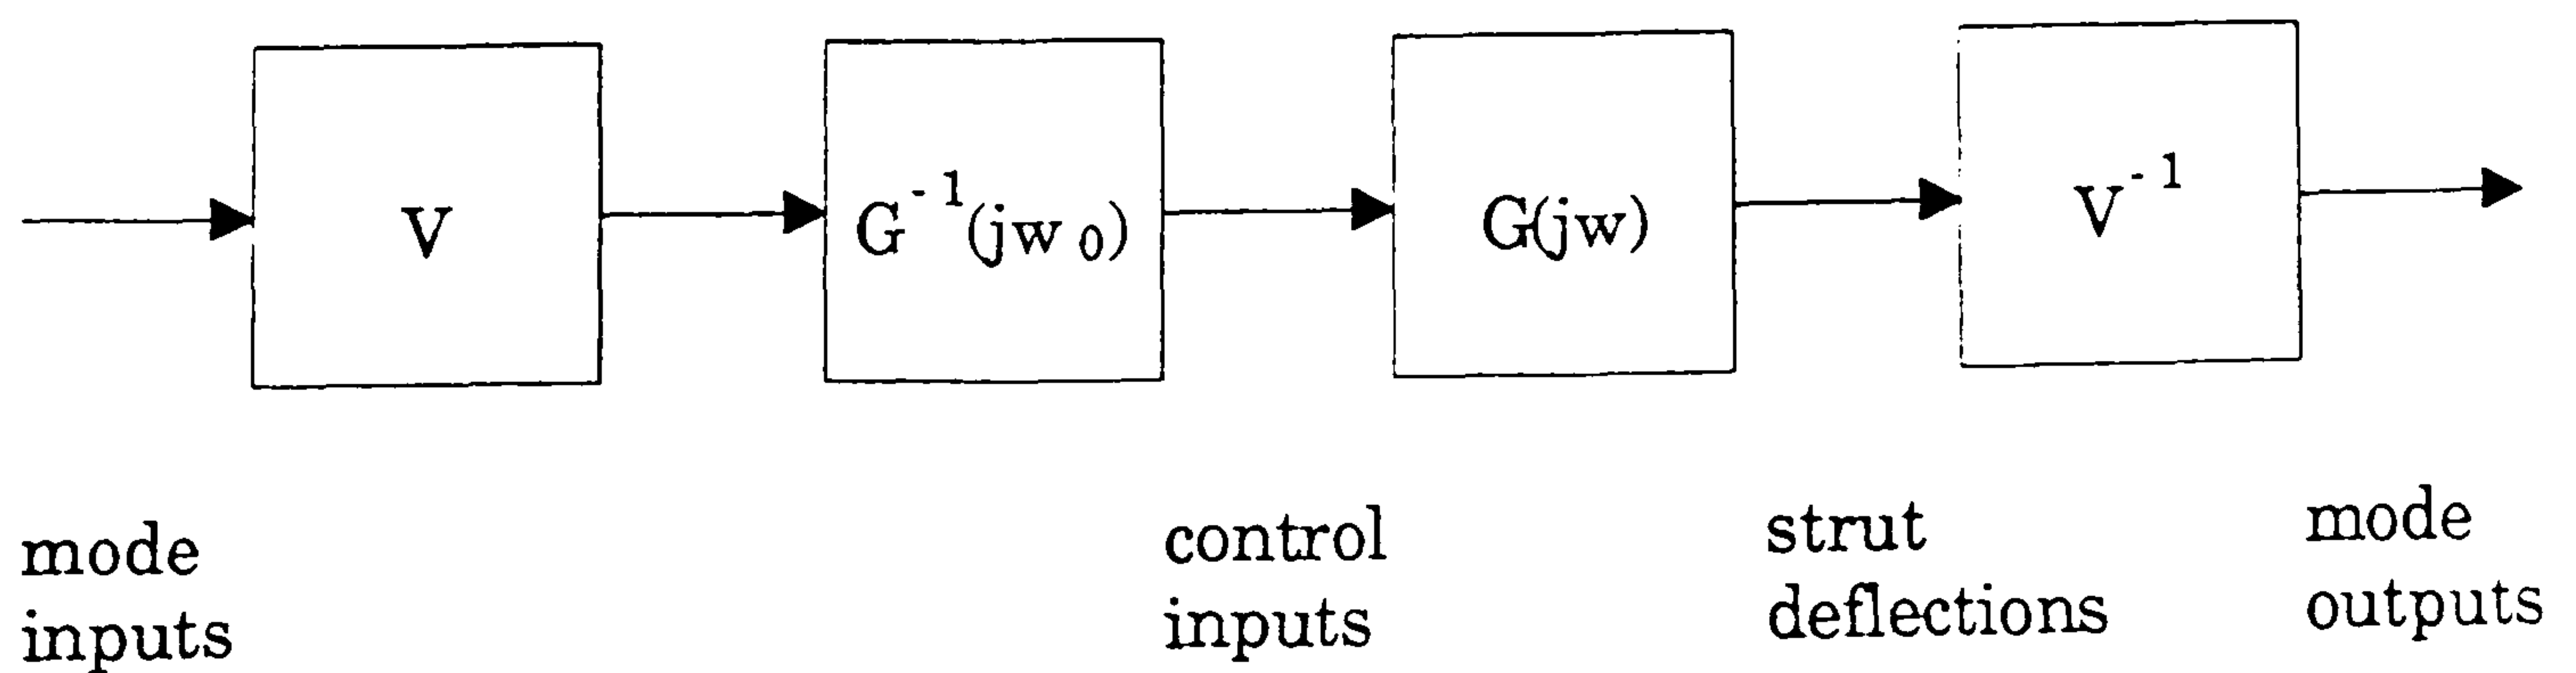 V
G⁻¹(jw₀)
G(jw)
V⁻¹
mode
inputs
control
inputs
strut
deflections
mode
outputs